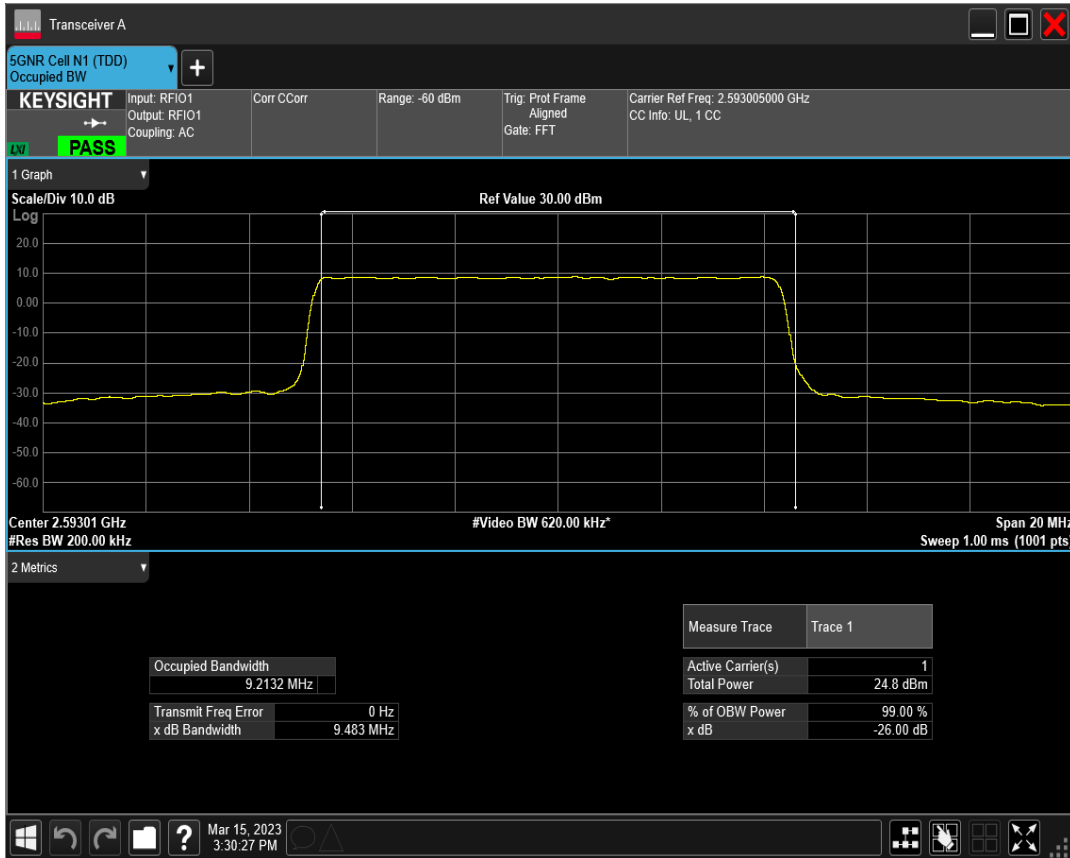 Transceiver A
5GNR Cell N1 (TDD)
Occupied BW
+
KEYSIGHT
LXI
PASS
Input: RFIO1
Output: RFIO1
Coupling: AC
Corr CCorr
Range: -60 dBm
Trig: Prot Frame
Aligned
Gate: FFT
Carrier Ref Freq: 2.593005000 GHz
CC Info: UL, 1 CC
1 Graph
Scale/Div 10.0 dB
Ref Value 30.00 dBm
Log
20.0
10.0
0.00
-10.0
-20.0
-30.0
-40.0
-50.0
-60.0
Center 2.59301 GHz
#Video BW 620.00 kHz*
Span 20 MHz
#Res BW 200.00 kHz
Sweep 1.00 ms (1001 pts)
2 Metrics
Measure Trace Trace 1
Occupied Bandwidth
9.2132 MHz
Active Carrier(s) 1
Total Power 24.8 dBm
Transmit Freq Error 0 Hz
x dB Bandwidth 9.483 MHz
% of OBW Power 99.00 %
x dB -26.00 dB
?
Mar 15, 2023
3:30:27 PM